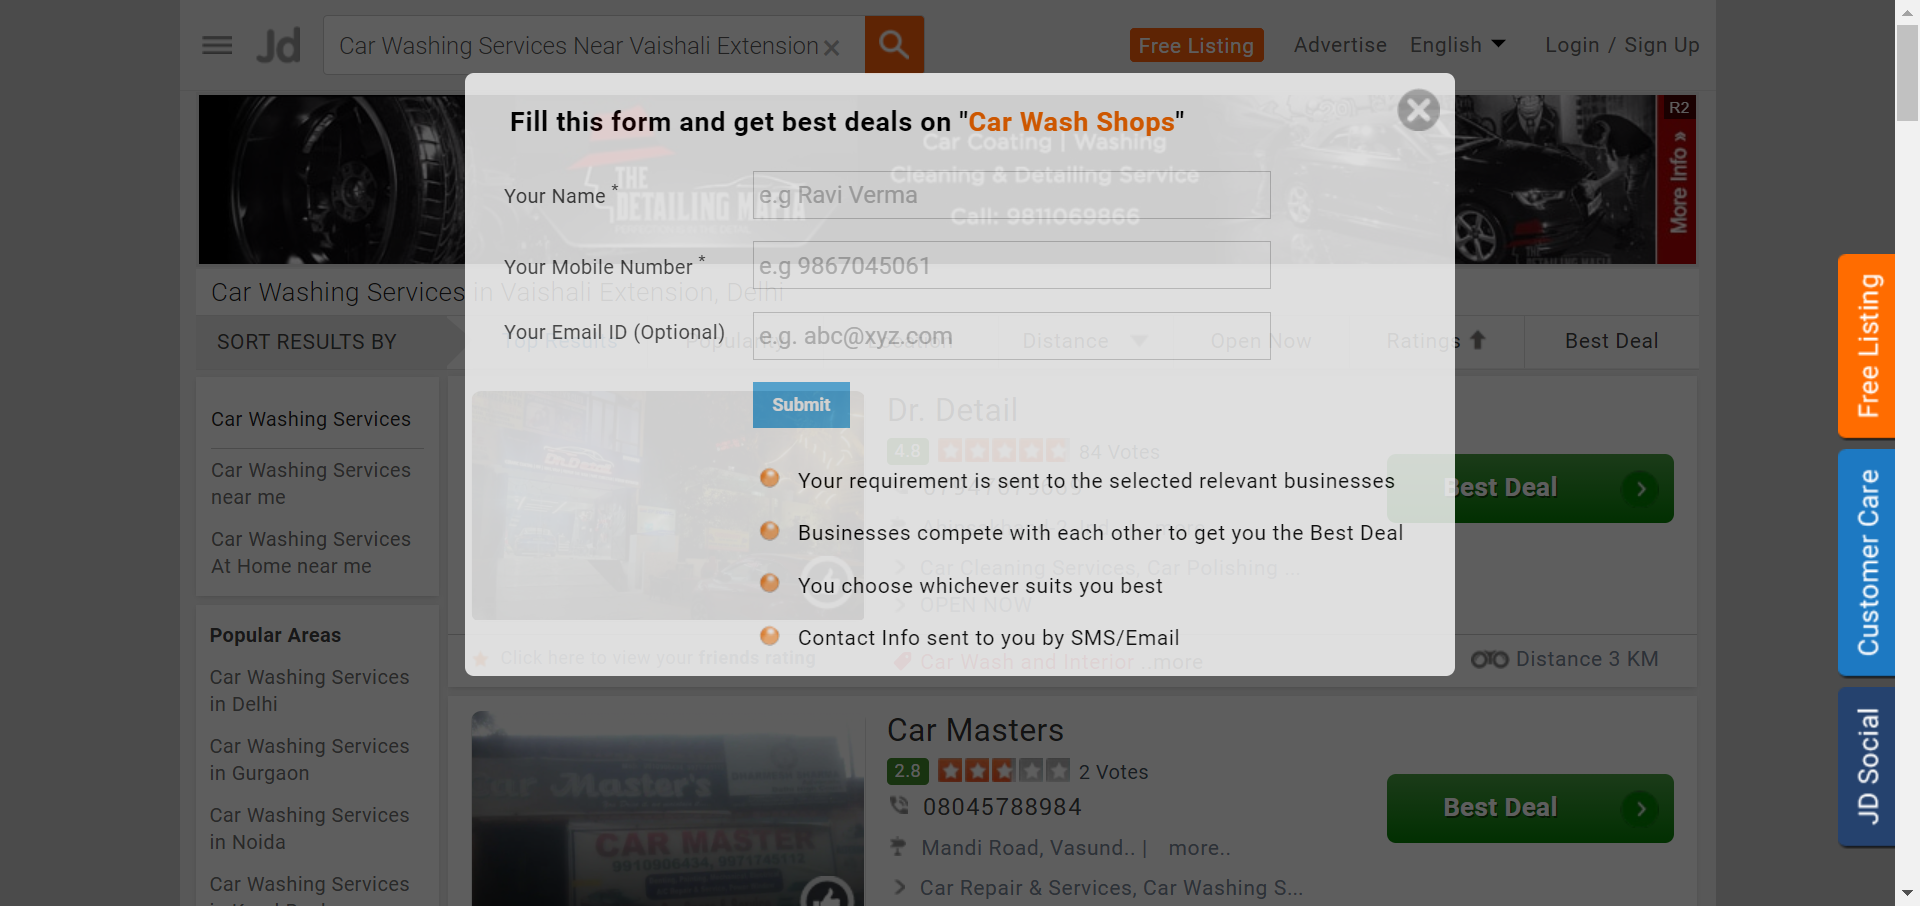 Jd
Car Washing Services Near Vaishali Extension
Free Listing
Advertise
English
Login / Sign Up
Fill this form and get best deals on "Car Wash Shops"
Car Coating | Washing
Cleaning & Detailing Service
Call: 9811069866
THE
DETAILING MAFIA
R2
More Info »
THE DETAILING MAFIA
Your Name *
e.g Ravi Verma
Your Mobile Number *
e.g 9867045061
Your Email ID (Optional)
e.g. abc@xyz.com
Submit
Car Washing Services in Vaishali Extension, Delhi
SORT RESULTS BY
Top Results
Popularity
Location
Distance
Open Now
Ratings
Best Deal
Car Washing Services
Car Washing Services
near me
Car Washing Services
At Home near me
Popular Areas
Car Washing Services
in Delhi
Car Washing Services
in Gurgaon
Car Washing Services
in Noida
Car Washing Services
Dr. Detail
4.8
84 Votes
Your requirement is sent to the selected relevant businesses
Businesses compete with each other to get you the Best Deal
You choose whichever suits you best
Contact Info sent to you by SMS/Email
Car Cleaning Services, Car Polishing ...
OPEN NOW
Click here to view your friends rating
Car Wash and Interior ..more
Best Deal
Distance 3 KM
Car Masters
2.8
2 Votes
08045788984
Mandi Road, Vasund.. | more..
Car Repair & Services, Car Washing S...
Best Deal
Car Master's
CAR MASTER
Free Listing
Customer Care
JD Social